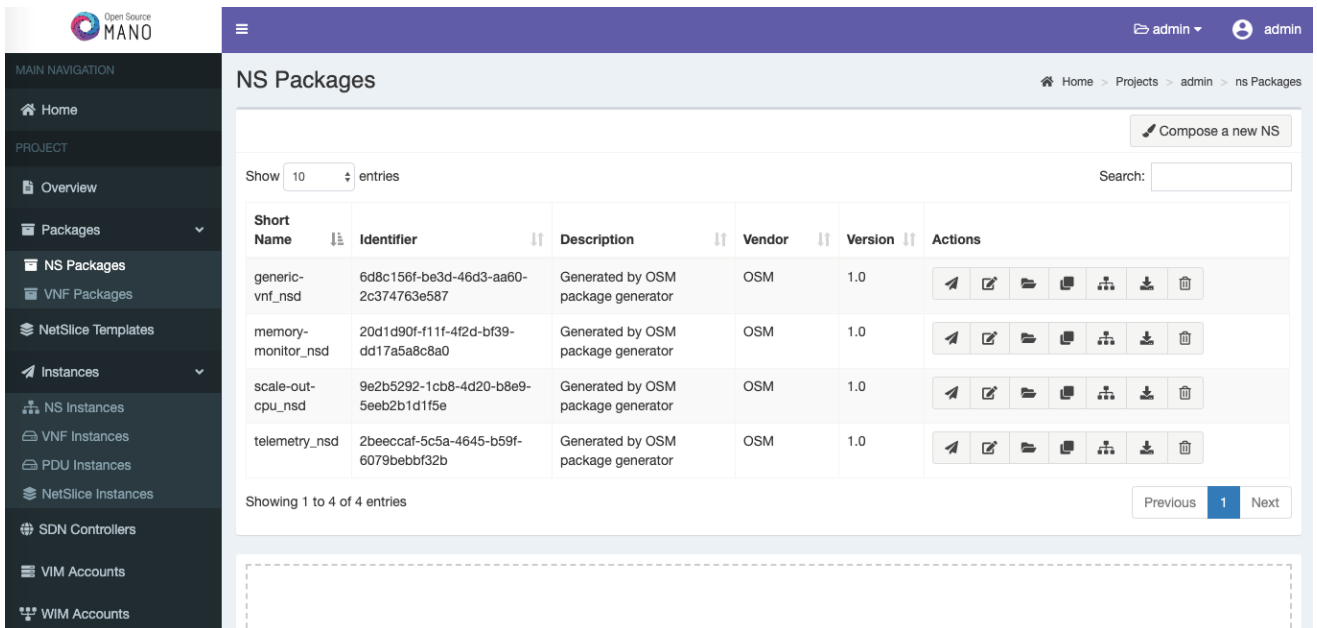 Open Source
MANO
admin
admin
MAIN NAVIGATION
Home
PROJECT
Overview
Packages
NS Packages
VNF Packages
NetSlice Templates
Instances
NS Instances
VNF Instances
PDU Instances
NetSlice Instances
SDN Controllers
VIM Accounts
WIM Accounts
NS Packages
Home > Projects > admin > ns Packages
Compose a new NS
Show 10 entries
Search:
Short
Name Identifier Description Vendor Version Actions
generic- 6d8c156f-be3d-46d3-aa60- Generated by OSM OSM 1.0
vnf_nsd 2c374763e587 package generator
memory- 20d1d90f-f11f-4f2d-bf39- Generated by OSM OSM 1.0
monitor_nsd dd17a5a8c8a0 package generator
scale-out- 9e2b5292-1cb8-4d20-b8e9- Generated by OSM OSM 1.0
cpu_nsd 5eeb2b1d1f5e package generator
telemetry_nsd 2beeccaf-5c5a-4645-b59f- Generated by OSM OSM 1.0
6079bebbf32b package generator
Showing 1 to 4 of 4 entries
Previous 1 Next